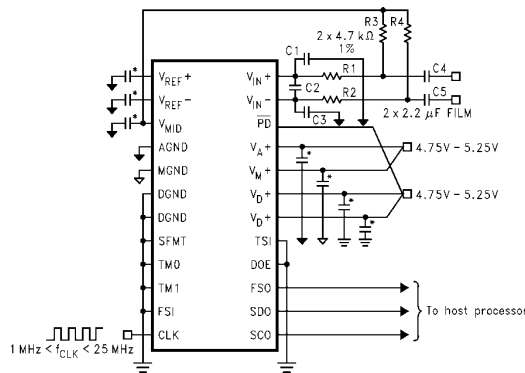 R3 R4
2 x 4.7 kΩ
1%
C1
R1
C4
C2
R2
C5
C3
2 x 2.2 μF FILM
*
VREF+
VIN+
*
VREF-
VIN-
*
VMID
PD
AGND
VA+
*
4.75V - 5.25V
MGND
VM+
*
DGND
VD+
*
4.75V - 5.25V
DGND
VD+
*
SFMT
TSI
TM0
DOE
TM1
FSO
FSI
SDO
To host processor
CLK
SCO
1 MHz < fCLK < 25 MHz